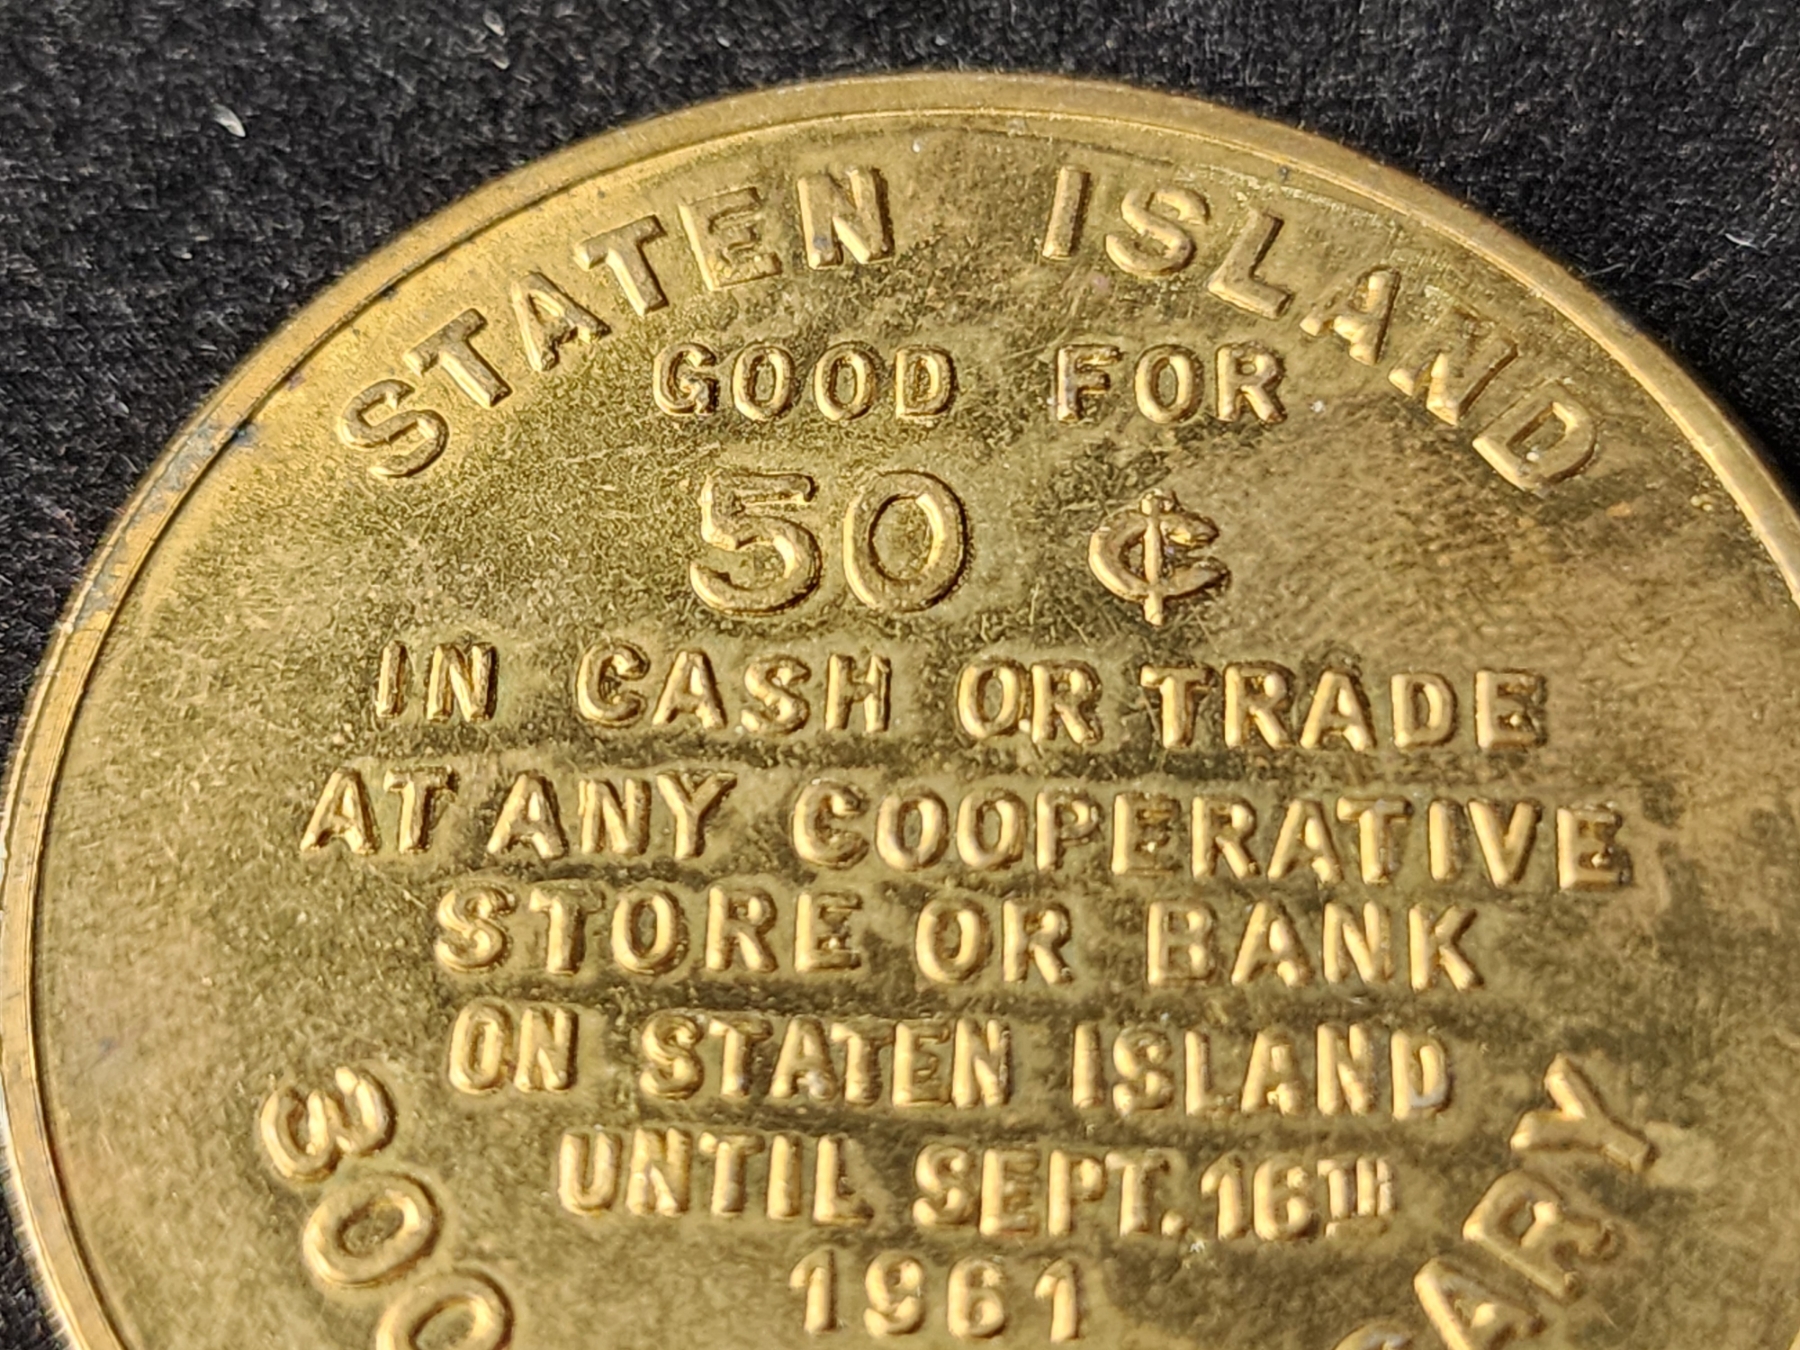 STATEN ISLAND
GOOD FOR
50 ¢
IN CASH OR TRADE
AT ANY COOPERATIVE
STORE OR BANK
ON STATEN ISLAND
UNTIL SEPT. 16TH
1961
300